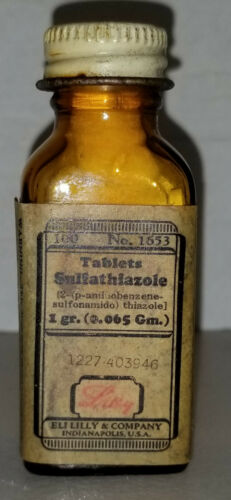 100 No. 1653
Tablets
Sulfathiazole
[2-(p-aminobenzene-
sulfonamido) thiazole]
1 gr. (0.065 Gm.)
1227-403946
Lilly
ELI LILLY & COMPANY
INDIANAPOLIS, U.S.A.